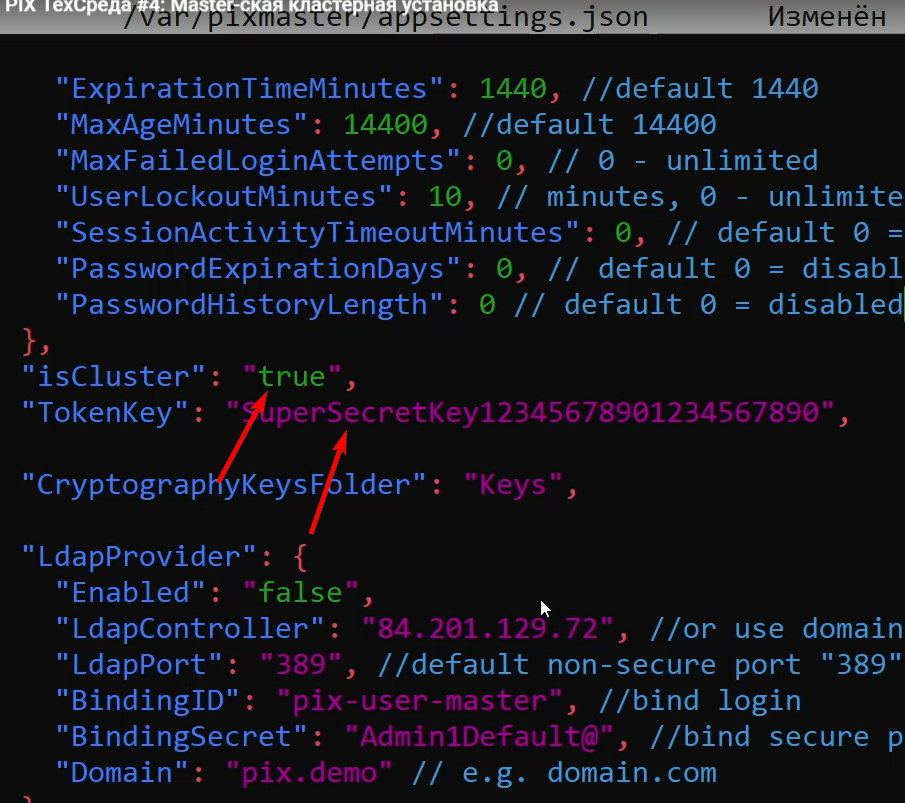 PIX ТехСреда #4: Master-ская кластерная установка
/var/pixmaster/appsettings.json Изменён
"ExpirationTimeMinutes": 1440, //default 1440
"MaxAgeMinutes": 14400, //default 14400
"MaxFailedLoginAttempts": 0, // 0 - unlimited
"UserLockoutMinutes": 10, // minutes, 0 - unlimite
"SessionActivityTimeoutMinutes": 0, // default 0 =
"PasswordExpirationDays": 0, // default 0 = disabl
"PasswordHistoryLength": 0 // default 0 = disabled
},
"isCluster": "true",
"TokenKey": "SuperSecretKey12345678901234567890",
"CryptographyKeysFolder": "Keys",
"LdapProvider": {
"Enabled": "false",
"LdapController": "84.201.129.72", //or use domain
"LdapPort": "389", //default non-secure port "389"
"BindingID": "pix-user-master", //bind login
"BindingSecret": "Admin1Default@", //bind secure p
"Domain": "pix.demo" // e.g. domain.com
}